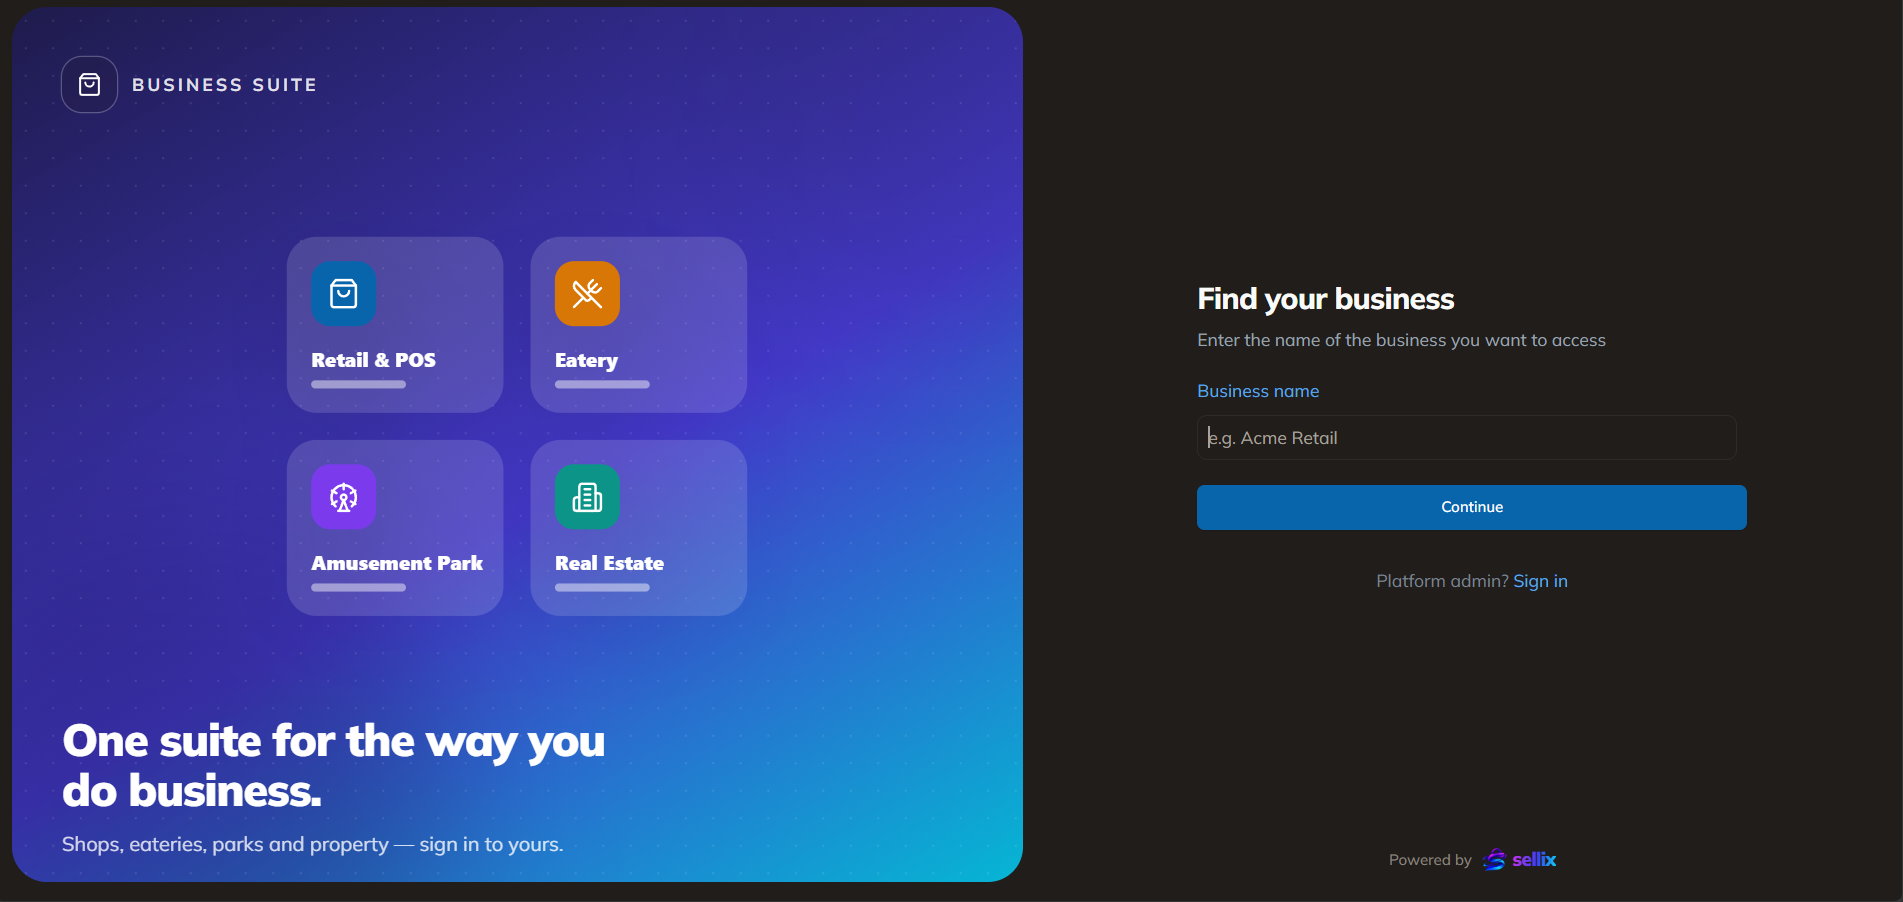 BUSINESS SUITE
Retail & POS
Eatery
Amusement Park
Real Estate
One suite for the way you
do business.
Shops, eateries, parks and property — sign in to yours.
Find your business
Enter the name of the business you want to access
Business name
e.g. Acme Retail
Continue
Platform admin? Sign in
Powered by sellix